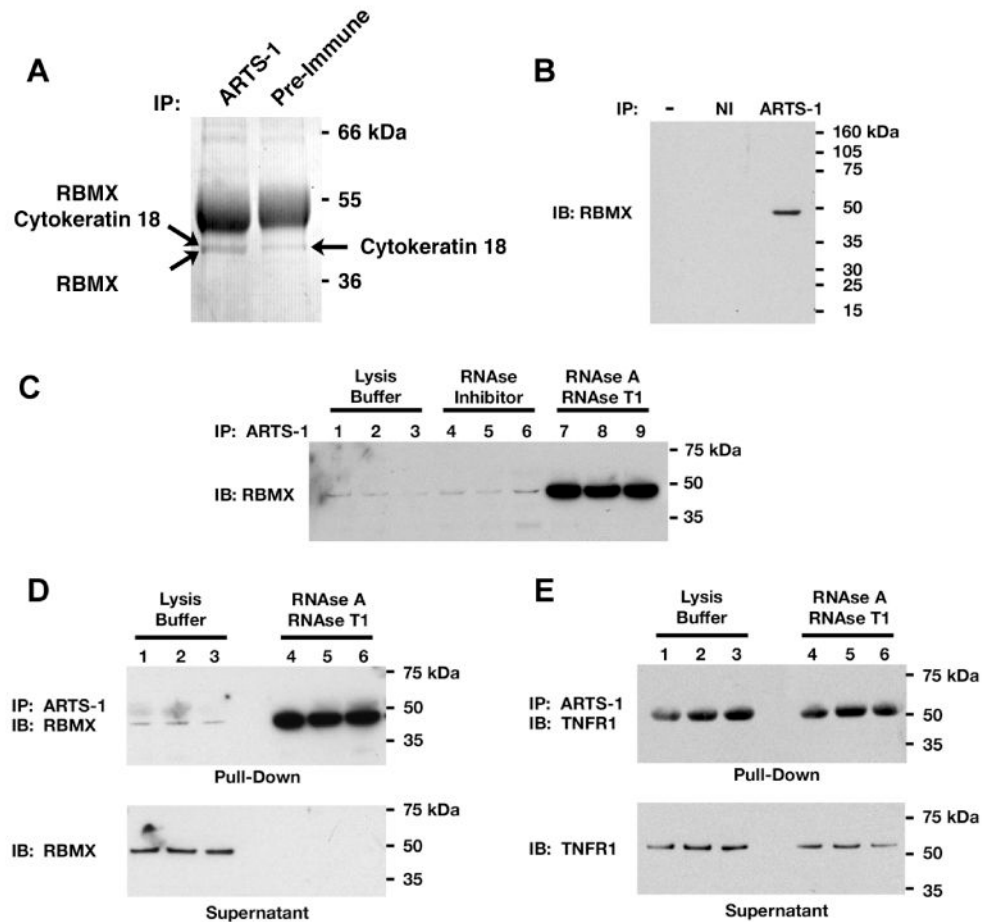 A
IP:
ARTS-1
Pre-Immune
- 66 kDa
RBMX
Cytokeratin 18
- 55
Cytokeratin 18
RBMX
- 36
B
IP: - NI ARTS-1
- 160 kDa
- 105
- 75
IB: RBMX
- 50
- 35
- 30
- 25
- 15
C
Lysis
Buffer
RNAse
Inhibitor
RNAse A
RNAse T1
IP: ARTS-1 1 2 3 4 5 6 7 8 9
- 75 kDa
IB: RBMX
- 50
- 35
D
Lysis
Buffer
RNAse A
RNAse T1
1 2 3 4 5 6
- 75 kDa
IP: ARTS-1
IB: RBMX
- 50
- 35
Pull-Down
- 75 kDa
IB: RBMX
- 50
- 35
Supernatant
E
Lysis
Buffer
RNAse A
RNAse T1
1 2 3 4 5 6
- 75 kDa
IP: ARTS-1
IB: TNFR1
- 50
- 35
Pull-Down
- 75 kDa
IB: TNFR1
- 50
- 35
Supernatant